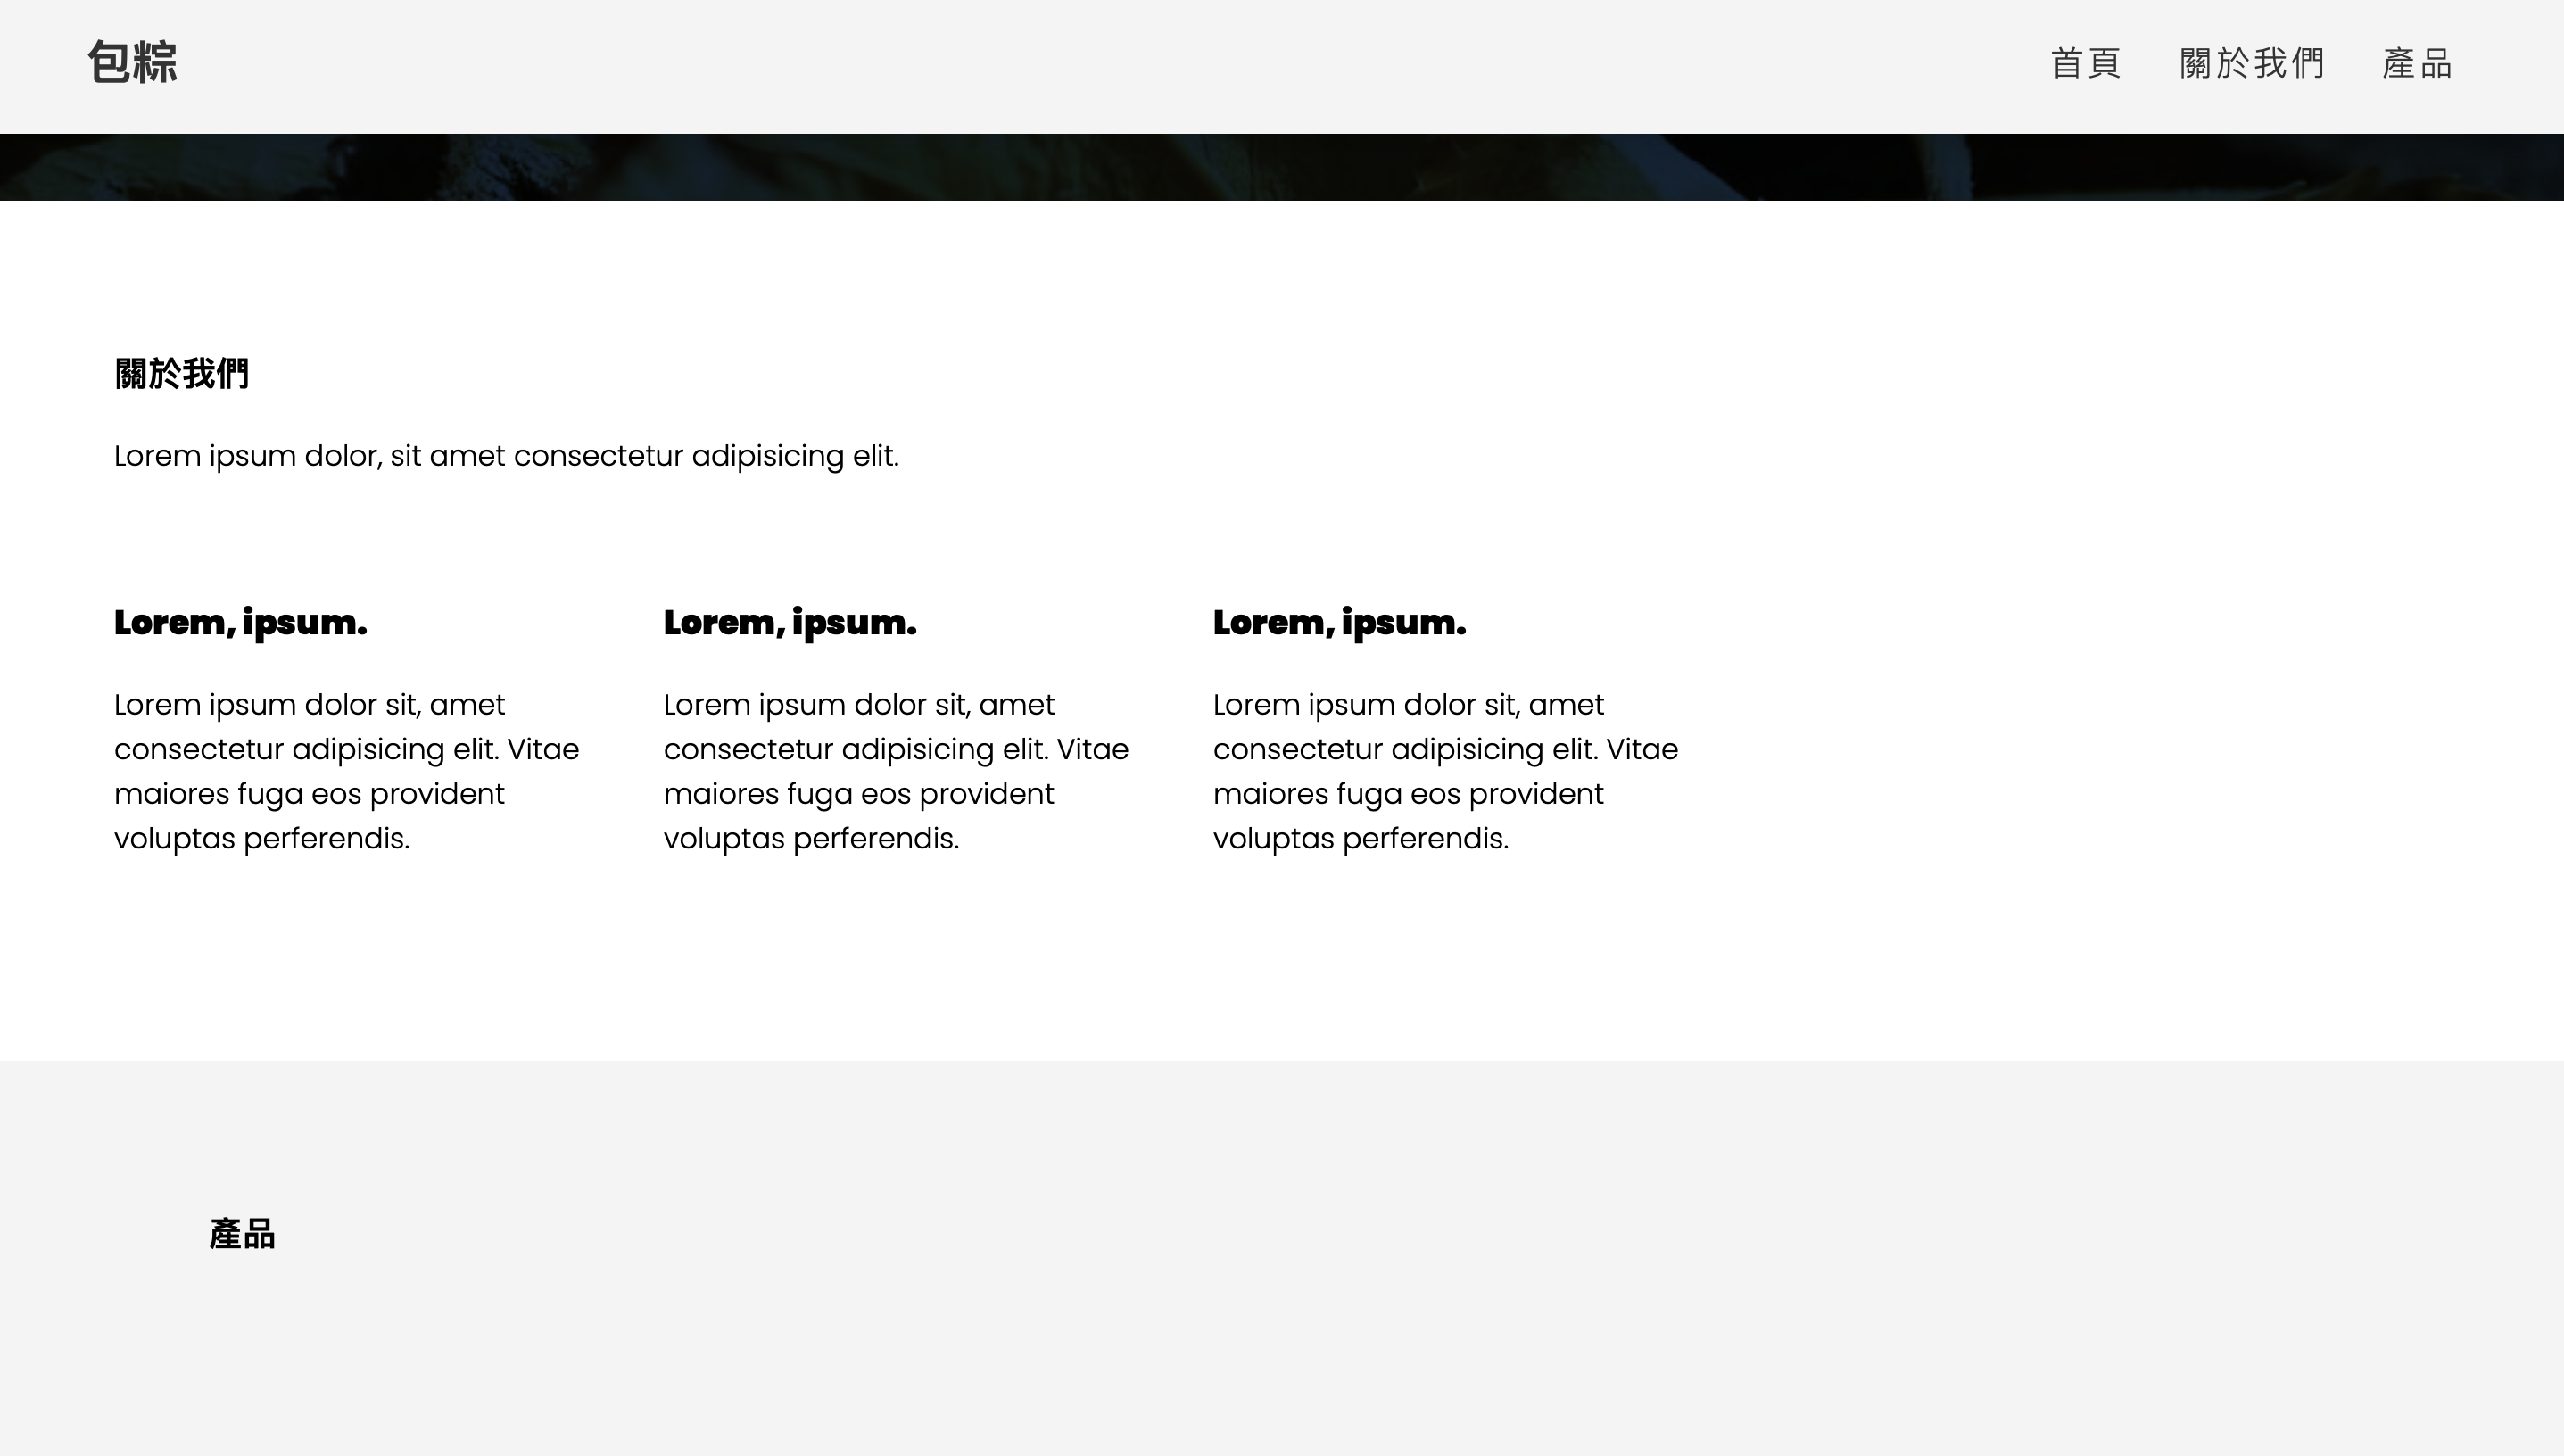 包粽
首頁 關於我們 產品
關於我們
Lorem ipsum dolor, sit amet consectetur adipisicing elit.
Lorem, ipsum.
Lorem ipsum dolor sit, amet
consectetur adipisicing elit. Vitae
maiores fuga eos provident
voluptas perferendis.
Lorem, ipsum.
Lorem ipsum dolor sit, amet
consectetur adipisicing elit. Vitae
maiores fuga eos provident
voluptas perferendis.
Lorem, ipsum.
Lorem ipsum dolor sit, amet
consectetur adipisicing elit. Vitae
maiores fuga eos provident
voluptas perferendis.
產品